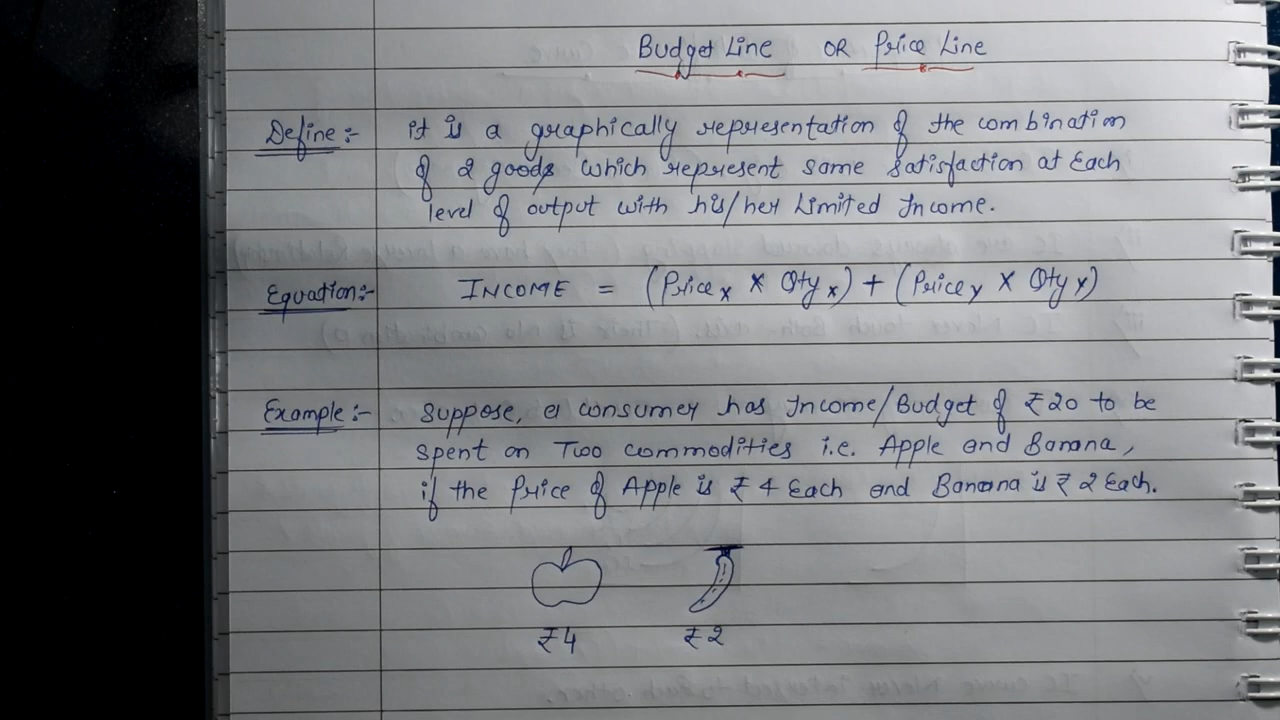 Budget Line OR Price Line
Define :- it is a graphically representation of the combination
of 2 goods which represent same satisfaction at Each
level of output with his/her Limited Income.
Equation:- INCOME = (Price x × Qty x) + (Price y × Qty y)
Example :- Suppose, a consumer has Income/Budget of ₹20 to be
spent on Two commodities i.e. Apple and Banana,
if the Price of Apple is ₹ 4 Each and Banana is ₹ 2 Each.
₹4 ₹2